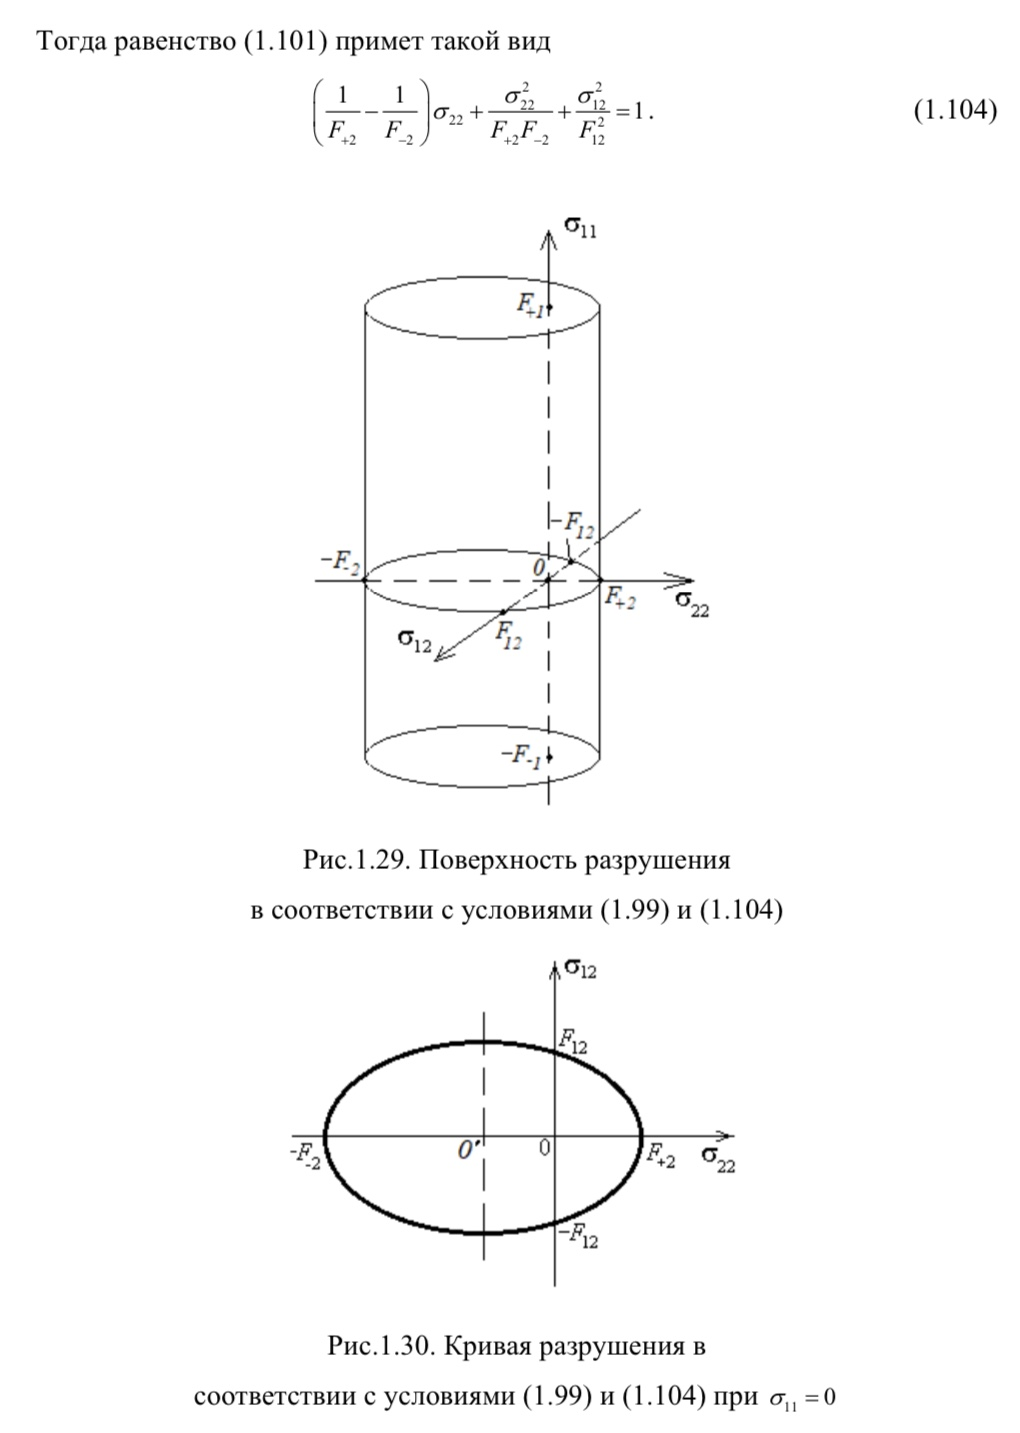 Тогда равенство (1.101) примет такой вид
(1/F₊₂ − 1/F₋₂)σ₂₂ + σ₂₂²/(F₊₂F₋₂) + σ₁₂²/F₁₂² = 1. (1.104)
σ₁₁
F₊₁
−F₁₂
−F₋₂
0
F₊₂
σ₂₂
σ₁₂
F₁₂
−F₋₁
Рис.1.29. Поверхность разрушения
в соответствии с условиями (1.99) и (1.104)
σ₁₂
F₁₂
-F₋₂
O′
0
F₊₂
σ₂₂
−F₁₂
Рис.1.30. Кривая разрушения в
соответствии с условиями (1.99) и (1.104) при σ₁₁ = 0